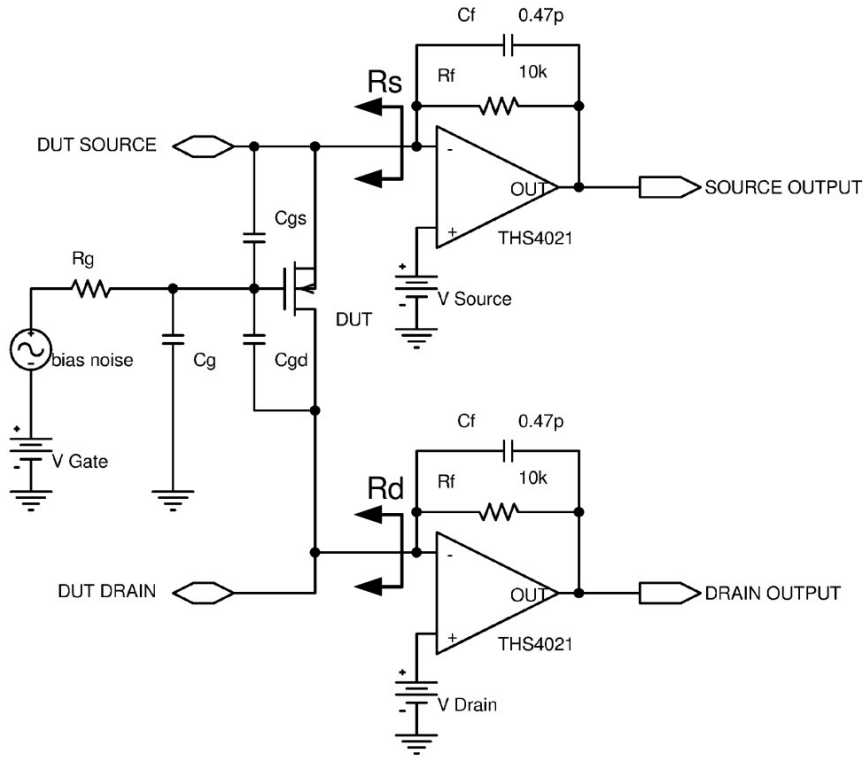 Cf 0.47p
Rf 10k
Rs
DUT SOURCE
-
OUT
SOURCE OUTPUT
+
THS4021
Cgs
+
-
V Source
Rg
DUT
+
-
bias noise
Cg
Cgd
+
-
V Gate
Cf 0.47p
Rf 10k
Rd
-
OUT
DUT DRAIN
DRAIN OUTPUT
+
THS4021
+
-
V Drain